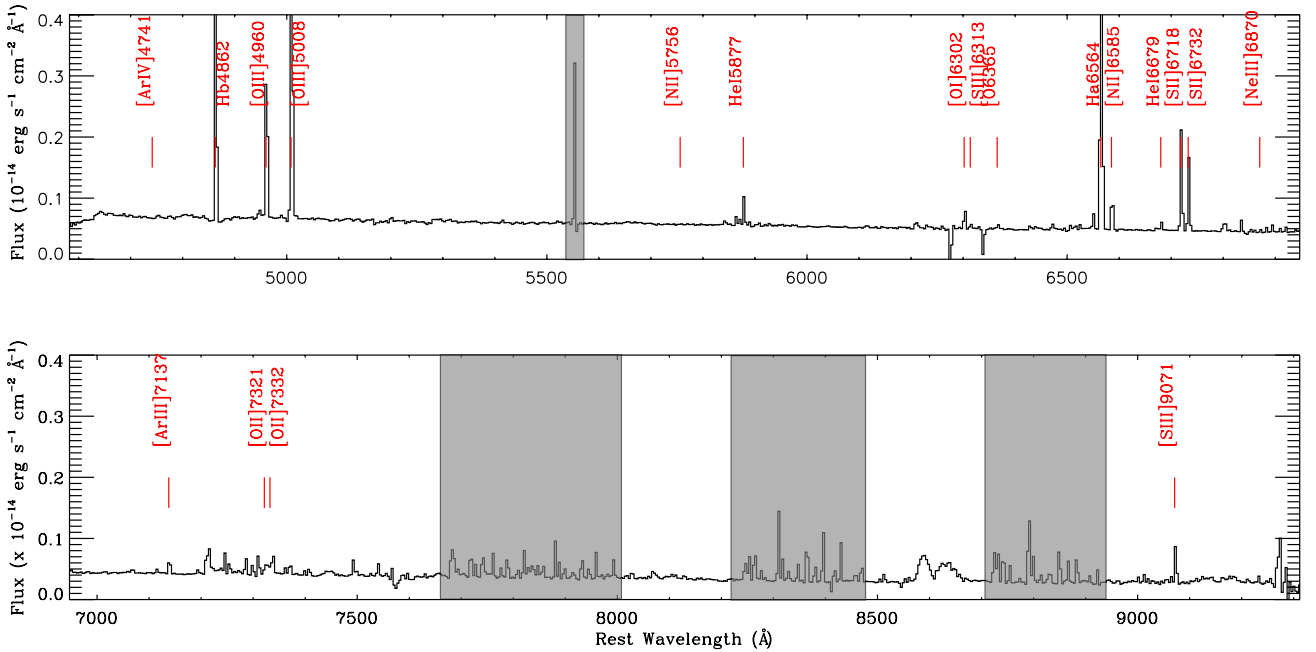 0.4
0.3
0.2
0.1
0.0
Flux (10⁻¹⁴ erg s⁻¹ cm⁻² Å⁻¹)
[ArIV]4741
Hb4862
[OIII]4960
[OIII]5008
[NII]5756
HeI5877
[OI]6302
[SIII]6313
Ha6564
[NII]6585
HeI6679
[SII]6718
[SII]6732
[NeIII]6870
5000
5500
6000
6500
0.4
0.3
0.2
0.1
0.0
Flux (x 10⁻¹⁴ erg s⁻¹ cm⁻² Å⁻¹)
[ArIII]7137
[OII]7321
[OII]7332
[SIII]9071
7000
7500
8000
8500
9000
Rest Wavelength (Å)